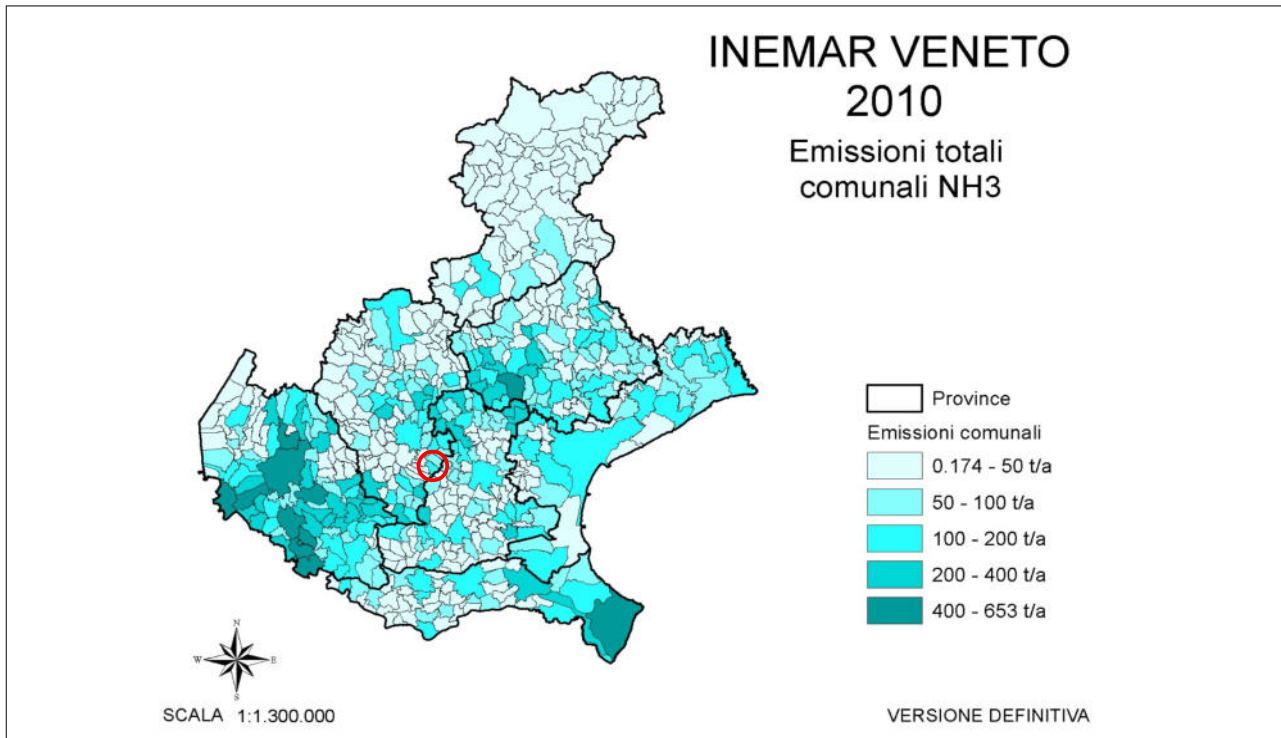 INEMAR VENETO
2010
Emissioni totali
comunali NH3
Province
Emissioni comunali
0.174 - 50 t/a
50 - 100 t/a
100 - 200 t/a
200 - 400 t/a
400 - 653 t/a
N
W E
S
SCALA 1:1.300.000
VERSIONE DEFINITIVA